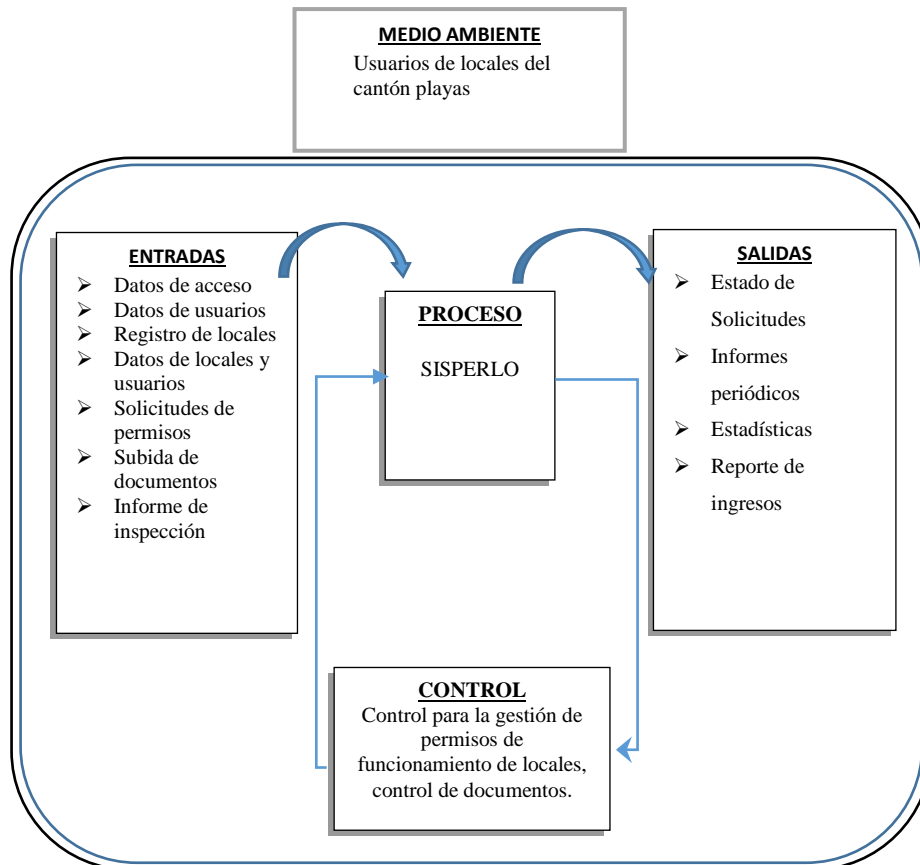 MEDIO AMBIENTE
Usuarios de locales del
cantón playas
ENTRADAS
➢ Datos de acceso
➢ Datos de usuarios
➢ Registro de locales
➢ Datos de locales y
usuarios
➢ Solicitudes de
permisos
➢ Subida de
documentos
➢ Informe de
inspección
PROCESO
SISPERLO
SALIDAS
➢ Estado de
Solicitudes
➢ Informes
periódicos
➢ Estadísticas
➢ Reporte de
ingresos
CONTROL
Control para la gestión de
permisos de
funcionamiento de locales,
control de documentos.